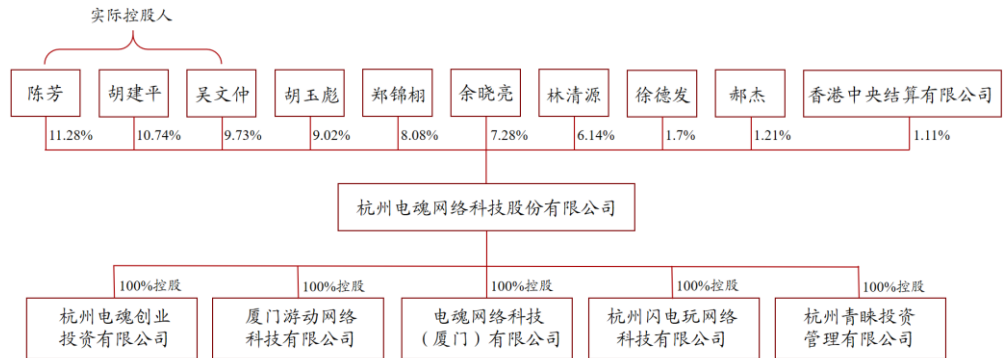 实际控股人
陈芳
胡建平
吴文仲
胡玉彪
郑锦栩
余晓亮
林清源
徐德发
郝杰
香港中央结算有限公司
11.28%
10.74%
9.73%
9.02%
8.08%
7.28%
6.14%
1.7%
1.21%
1.11%
杭州电魂网络科技股份有限公司
100%控股
100%控股
100%控股
100%控股
100%控股
杭州电魂创业
投资有限公司
厦门游动网络
科技有限公司
电魂网络科技
（厦门）有限公司
杭州闪电玩网络
科技有限公司
杭州青睐投资
管理有限公司